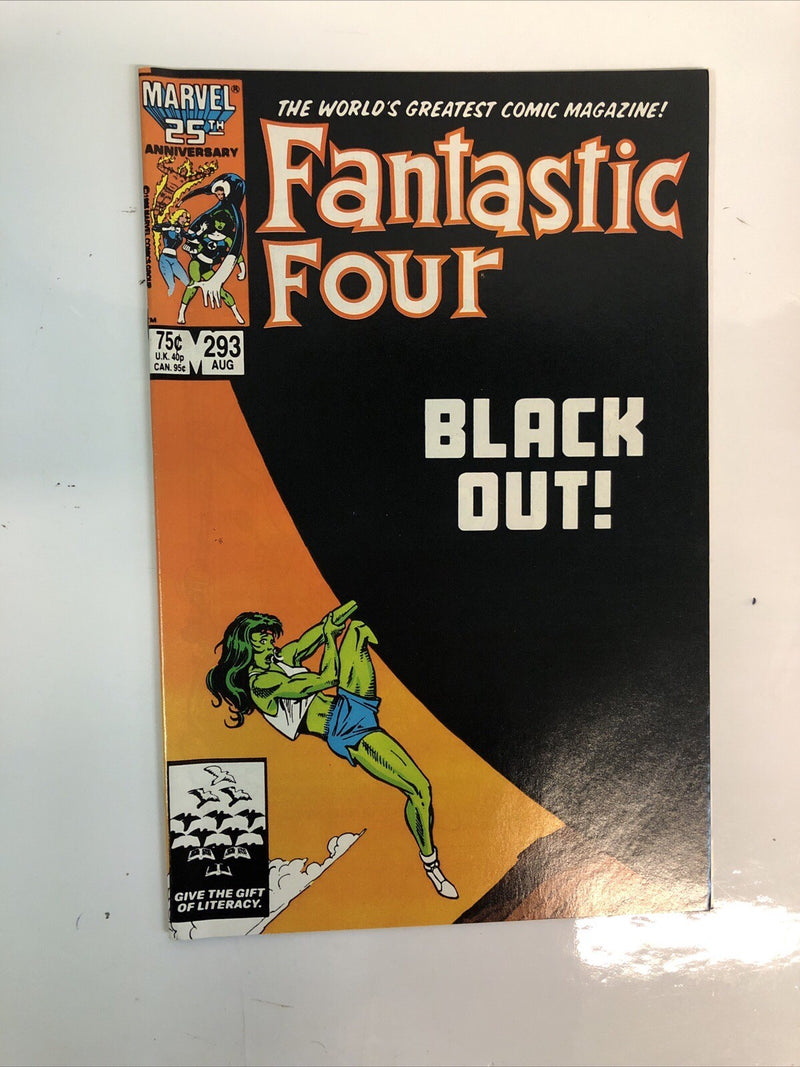 MARVEL®
25TH
ANNIVERSARY
THE WORLD'S GREATEST COMIC MAGAZINE!
Fantastic
Four
TM
75¢
U.K. 40p
CAN. 95¢
M
293
AUG
BLACK
OUT!
GIVE THE GIFT
OF LITERACY.